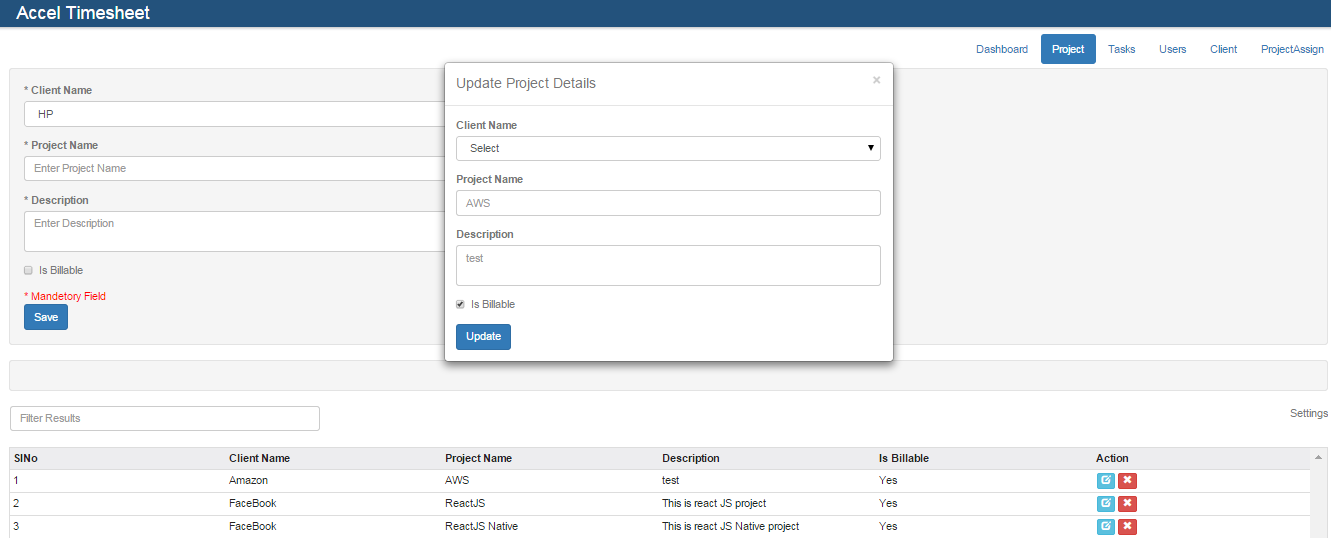 Accel Timesheet
Dashboard Project Tasks Users Client ProjectAssign
* Client Name
HP
* Project Name
Enter Project Name
* Description
Enter Description
Is Billable
* Mandetory Field
Save
Update Project Details ×
Client Name
Select
Project Name
AWS
Description
test
Is Billable
Update
Filter Results
Settings
SlNo Client Name Project Name Description Is Billable Action
1 Amazon AWS test Yes
2 FaceBook ReactJS This is react JS project Yes
3 FaceBook ReactJS Native This is react JS Native project Yes